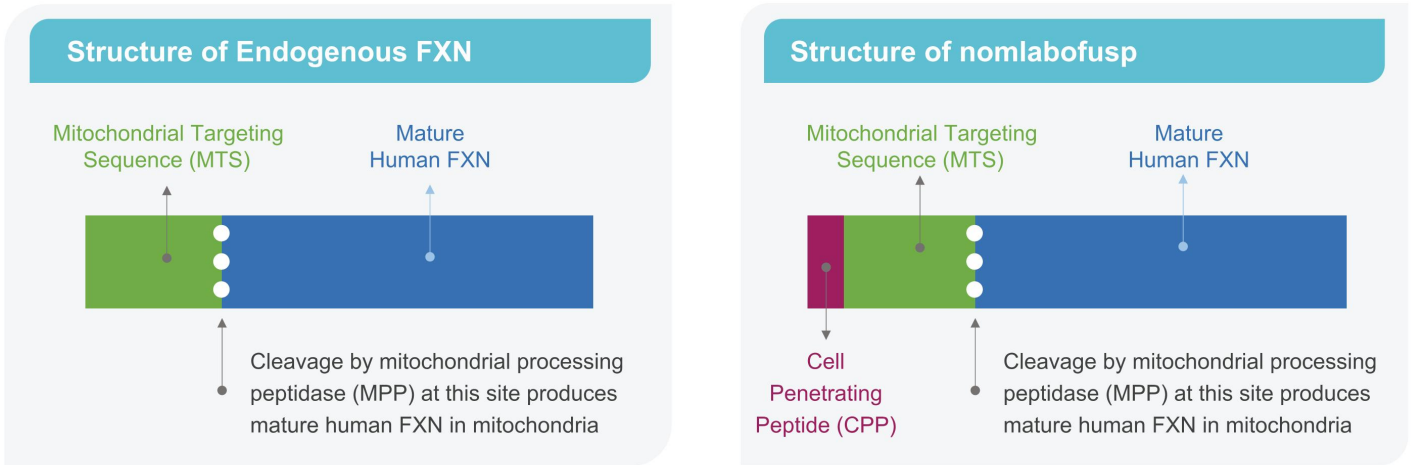 Structure of Endogenous FXN
Mitochondrial Targeting
Sequence (MTS)
Mature
Human FXN
Cleavage by mitochondrial processing
peptidase (MPP) at this site produces
mature human FXN in mitochondria
Structure of nomlabofusp
Mitochondrial Targeting
Sequence (MTS)
Mature
Human FXN
Cell
Penetrating
Peptide (CPP)
Cleavage by mitochondrial processing
peptidase (MPP) at this site produces
mature human FXN in mitochondria